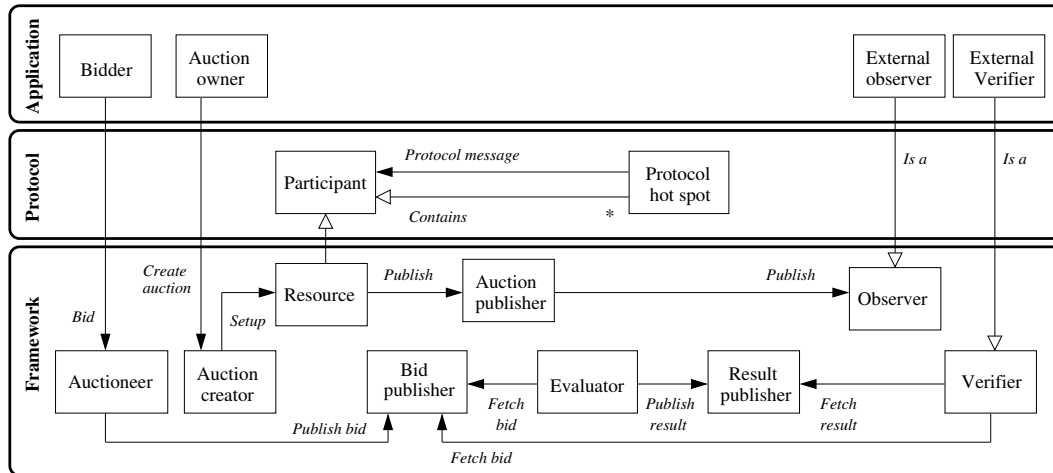 Application
Bidder
Auction
owner
External
observer
External
Verifier
Protocol
Participant
Protocol message
Contains
*
Protocol
hot spot
Is a
Is a
Framework
Bid
Create
auction
Setup
Resource
Publish
Auction
publisher
Publish
Observer
Auctioneer
Auction
creator
Bid
publisher
Fetch
bid
Evaluator
Publish
result
Result
publisher
Fetch
result
Verifier
Publish bid
Fetch bid